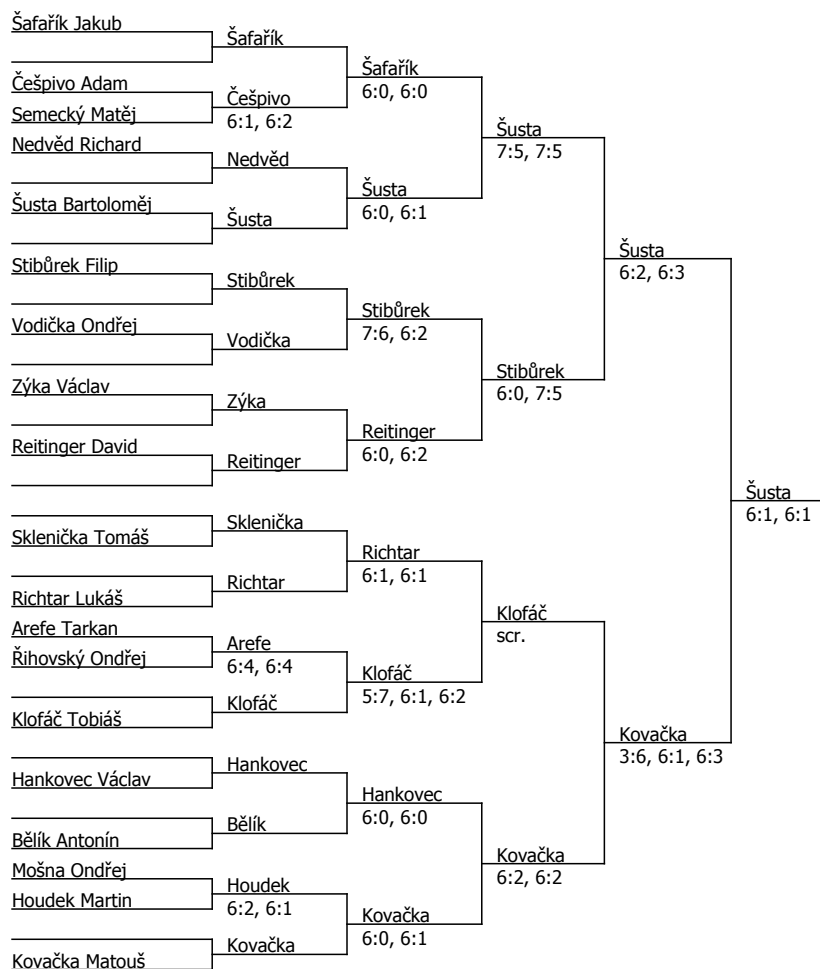 Šafařík Jakub
Šafařík
Šafařík
6:0, 6:0
Češpivo Adam
Češpivo
Semecký Matěj
6:1, 6:2
Šusta
7:5, 7:5
Nedvěd Richard
Nedvěd
Šusta
6:0, 6:1
Šusta Bartoloměj
Šusta
Šusta
6:2, 6:3
Stibůrek Filip
Stibůrek
Stibůrek
7:6, 6:2
Vodička Ondřej
Vodička
Stibůrek
6:0, 7:5
Zýka Václav
Zýka
Reitinger
6:0, 6:2
Reitinger David
Reitinger
Šusta
6:1, 6:1
Sklenička
Sklenička Tomáš
Richtar
6:1, 6:1
Richtar
Richtar Lukáš
Klofáč
scr.
Arefe Tarkan
Arefe
Řihovský Ondřej
6:4, 6:4
Klofáč
5:7, 6:1, 6:2
Klofáč
Klofáč Tobiáš
Kovačka
3:6, 6:1, 6:3
Hankovec
Hankovec Václav
Hankovec
6:0, 6:0
Bělík
Bělík Antonín
Kovačka
6:2, 6:2
Mošna Ondřej
Houdek
Houdek Martin
6:2, 6:1
Kovačka
6:0, 6:1
Kovačka
Kovačka Matouš